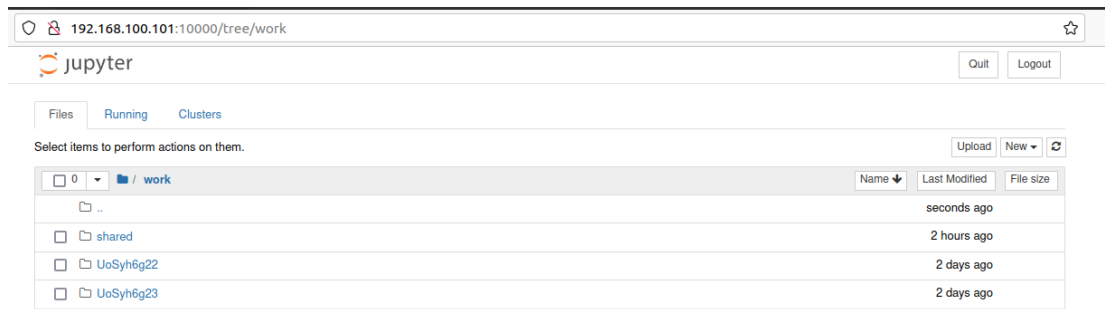 192.168.100.101:10000/tree/work
jupyter Quit Logout
Files Running Clusters
Select items to perform actions on them. Upload New
0 / work Name Last Modified File size
.. seconds ago
shared 2 hours ago
UoSyh6g22 2 days ago
UoSyh6g23 2 days ago